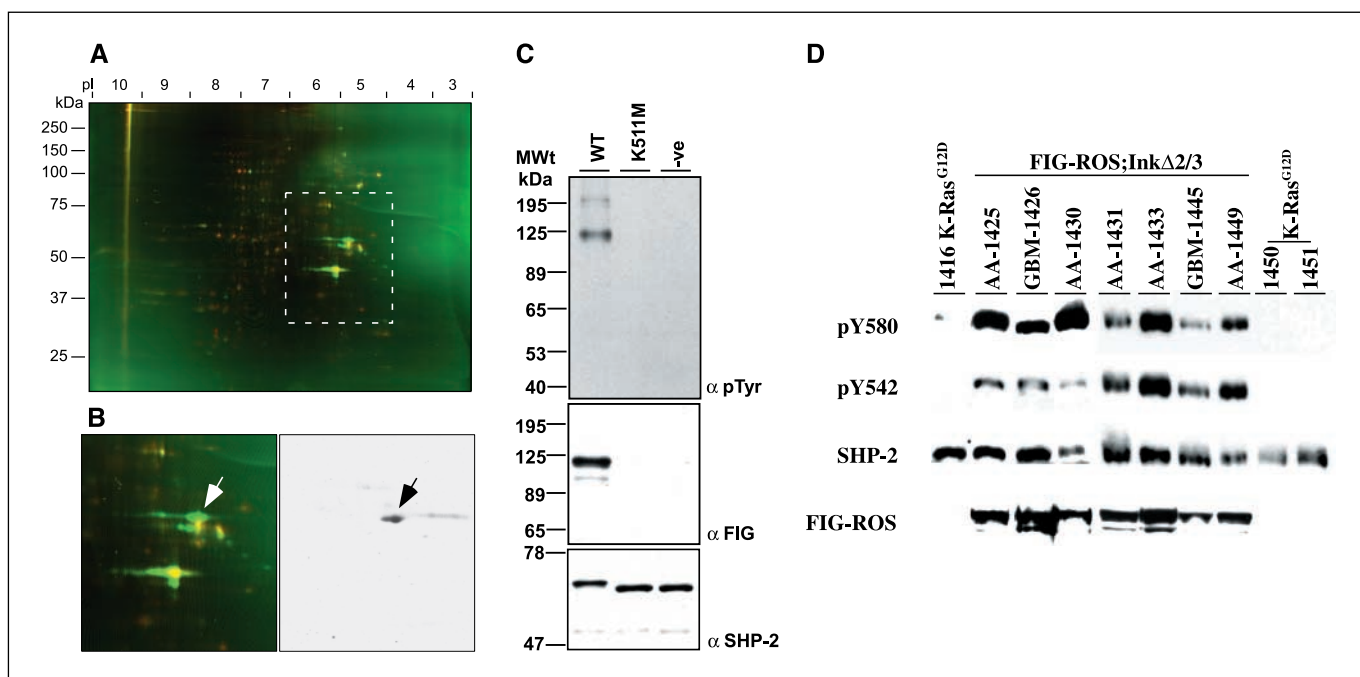 A
pI 10 9 8 7 6 5 4 3
kDa
250
150
100
75
50
37
25
B
C
WT
K511M
-ve
MWt
kDa
195
125
89
65
53
40
α pTyr
195
125
89
65
α FIG
78
47
α SHP-2
D
FIG-ROS;InkΔ2/3
1416 K-Ras^G12D
AA-1425
GBM-1426
AA-1430
AA-1431
AA-1433
GBM-1445
AA-1449
K-Ras^G12D
1450
1451
pY580
pY542
SHP-2
FIG-ROS